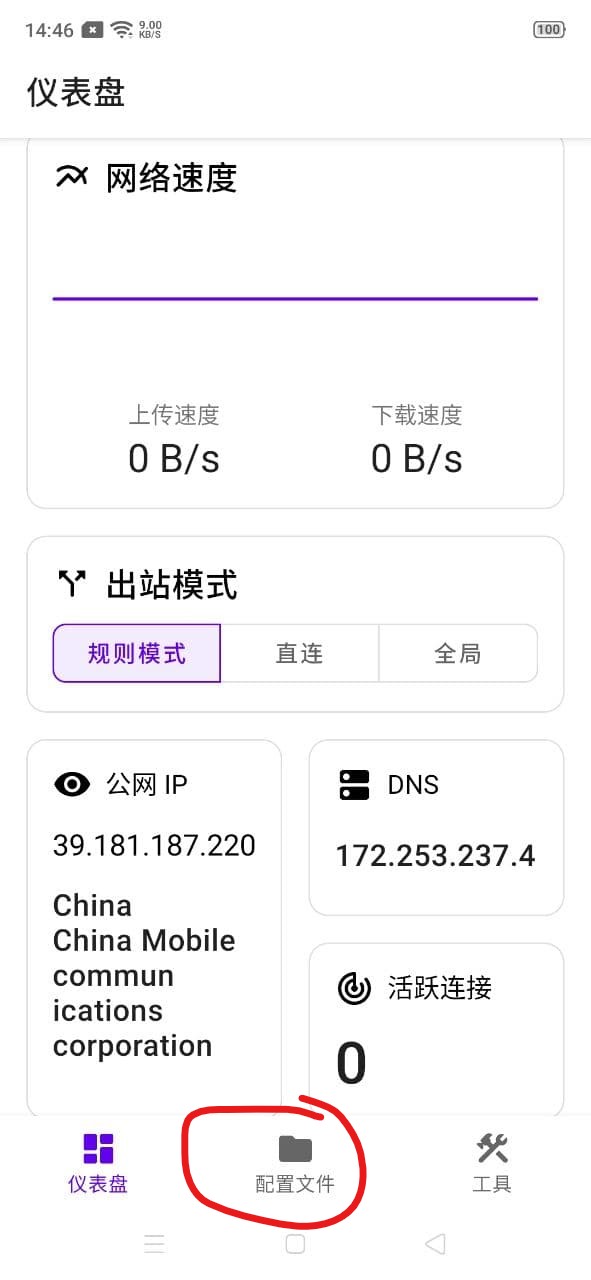 14:46 9.00 KB/S 100
仪表盘
网络速度
上传速度 下载速度
0 B/s 0 B/s
出站模式
规则模式 直连 全局
公网 IP
39.181.187.220
China
China Mobile
commun
ications
corporation
DNS
172.253.237.4
活跃连接
0
仪表盘 配置文件 工具